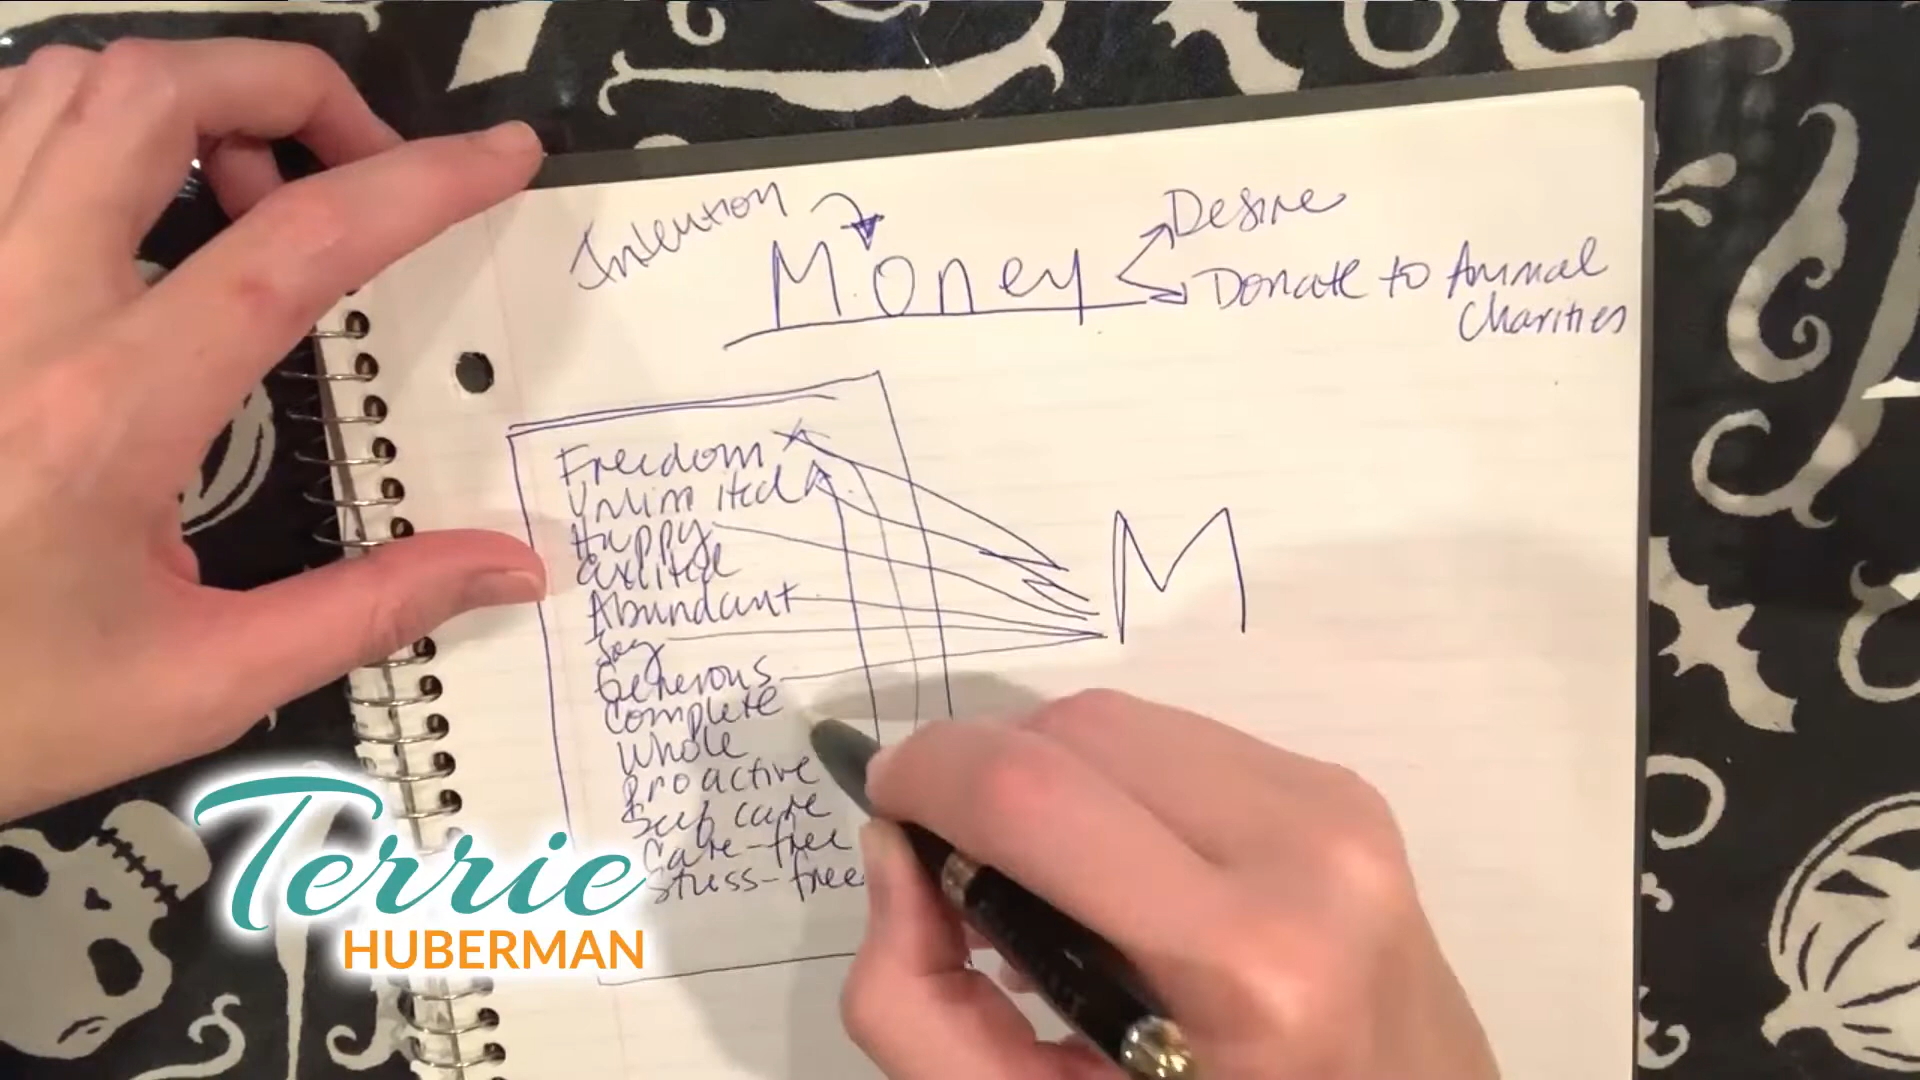 Intention
Money
Desire
Donate to Animal
Charities
Freedom
Unlimited
Happy
Excited
Abundant
Joy
Generous
Complete
Whole
Proactive
Self care
Care-free
Stress-free
M
Terrie
HUBERMAN